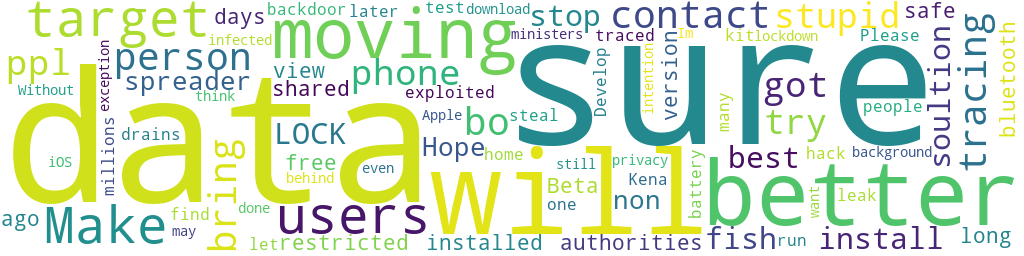 target days backdoor later test download stop contact stupid safe
infected moving ministers traced Im kit lockdown Please
ppl person phone Develop version intention
Without exception spreader view shared exploited sure got tracing bluetooth
data think Apple bo steal try many people soultion
millions drains LOCK Hope home
iOS free even will still privacy best hack background
behind Beta Kena battery better want leak
ago Make find bring done users one non
may let restricted installed authorities fish run install long